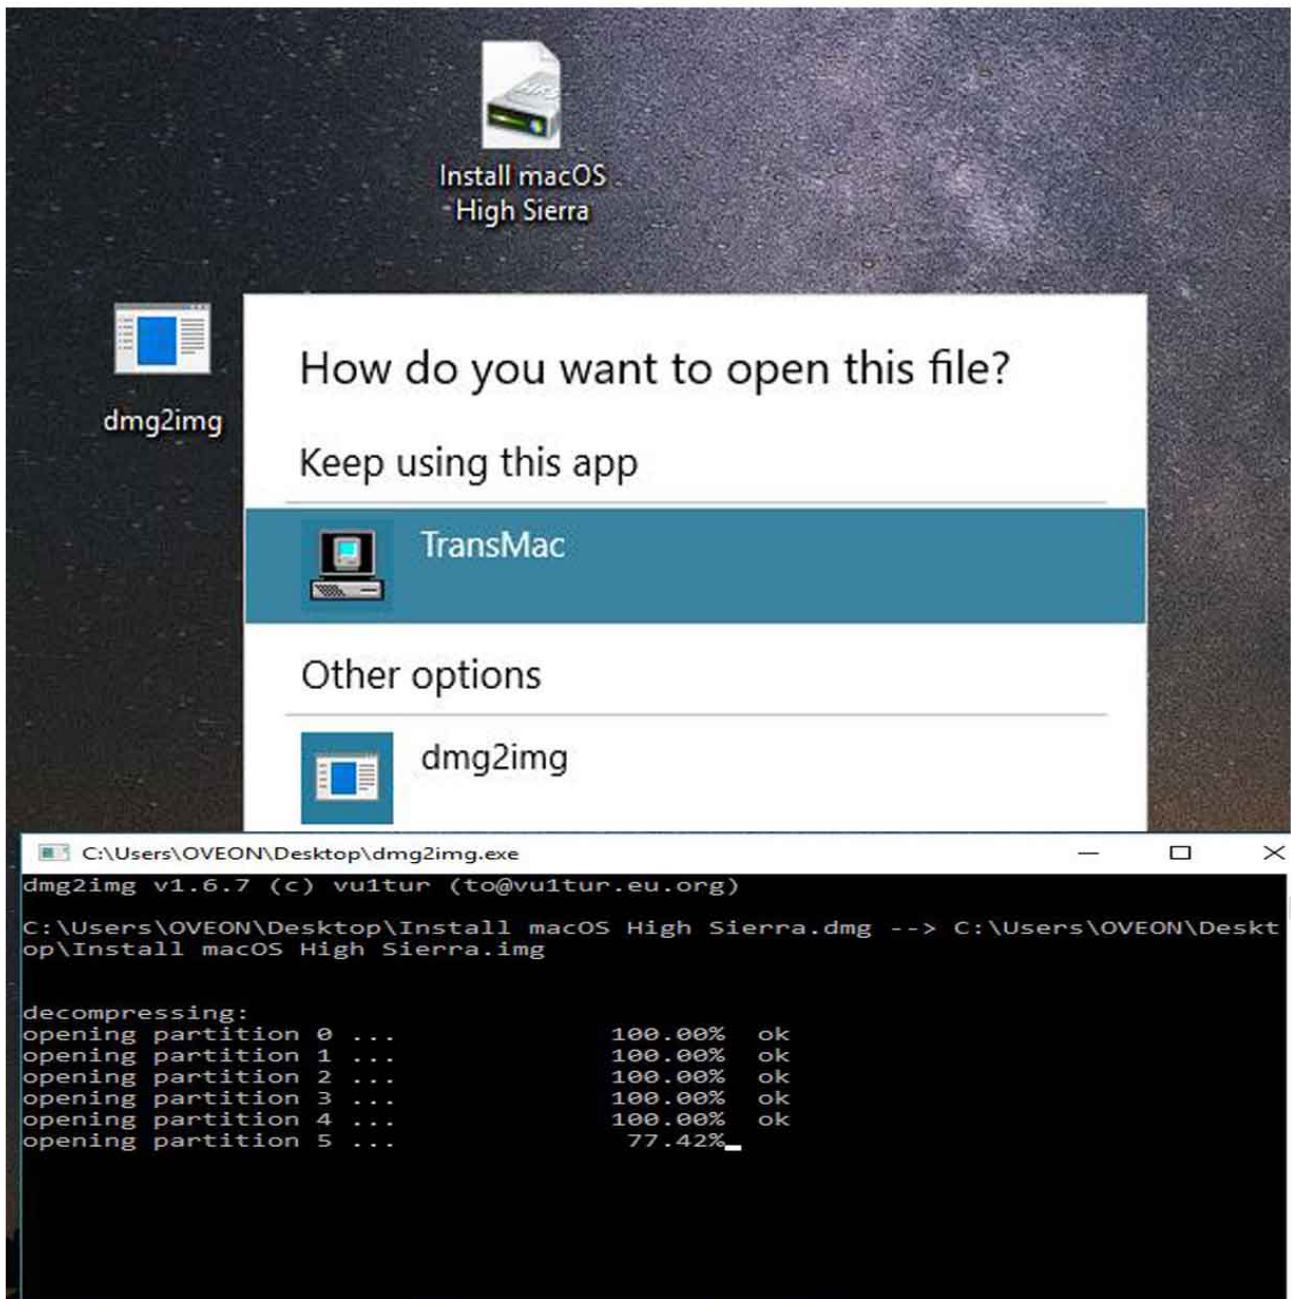 Install macOS
High Sierra
dmg2img
How do you want to open this file?
Keep using this app
TransMac
Other options
dmg2img
C:\Users\OVEON\Desktop\dmg2img.exe
dmg2img v1.6.7 (c) vu1tur (to@vu1tur.eu.org)
C:\Users\OVEON\Desktop\Install macOS High Sierra.dmg --> C:\Users\OVEON\Deskt
op\Install macOS High Sierra.img
decompressing:
opening partition 0 ... 100.00% ok
opening partition 1 ... 100.00% ok
opening partition 2 ... 100.00% ok
opening partition 3 ... 100.00% ok
opening partition 4 ... 100.00% ok
opening partition 5 ... 77.42%